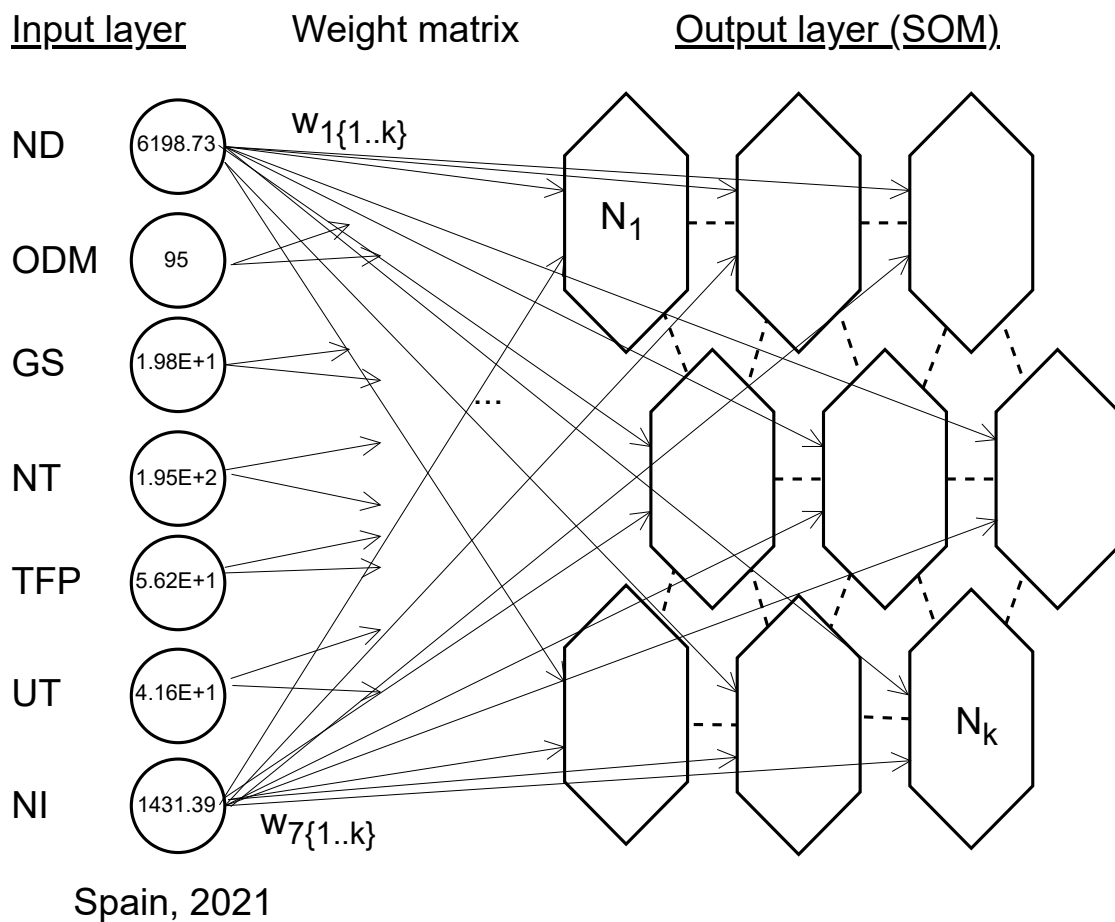 Input layer Weight matrix Output layer (SOM)
ND 6198.73 w1{1..k}
N1
ODM 95
GS 1.98E+1
...
NT 1.95E+2
TFP 5.62E+1
UT 4.16E+1
Nk
NI 1431.39
w7{1..k}
Spain, 2021